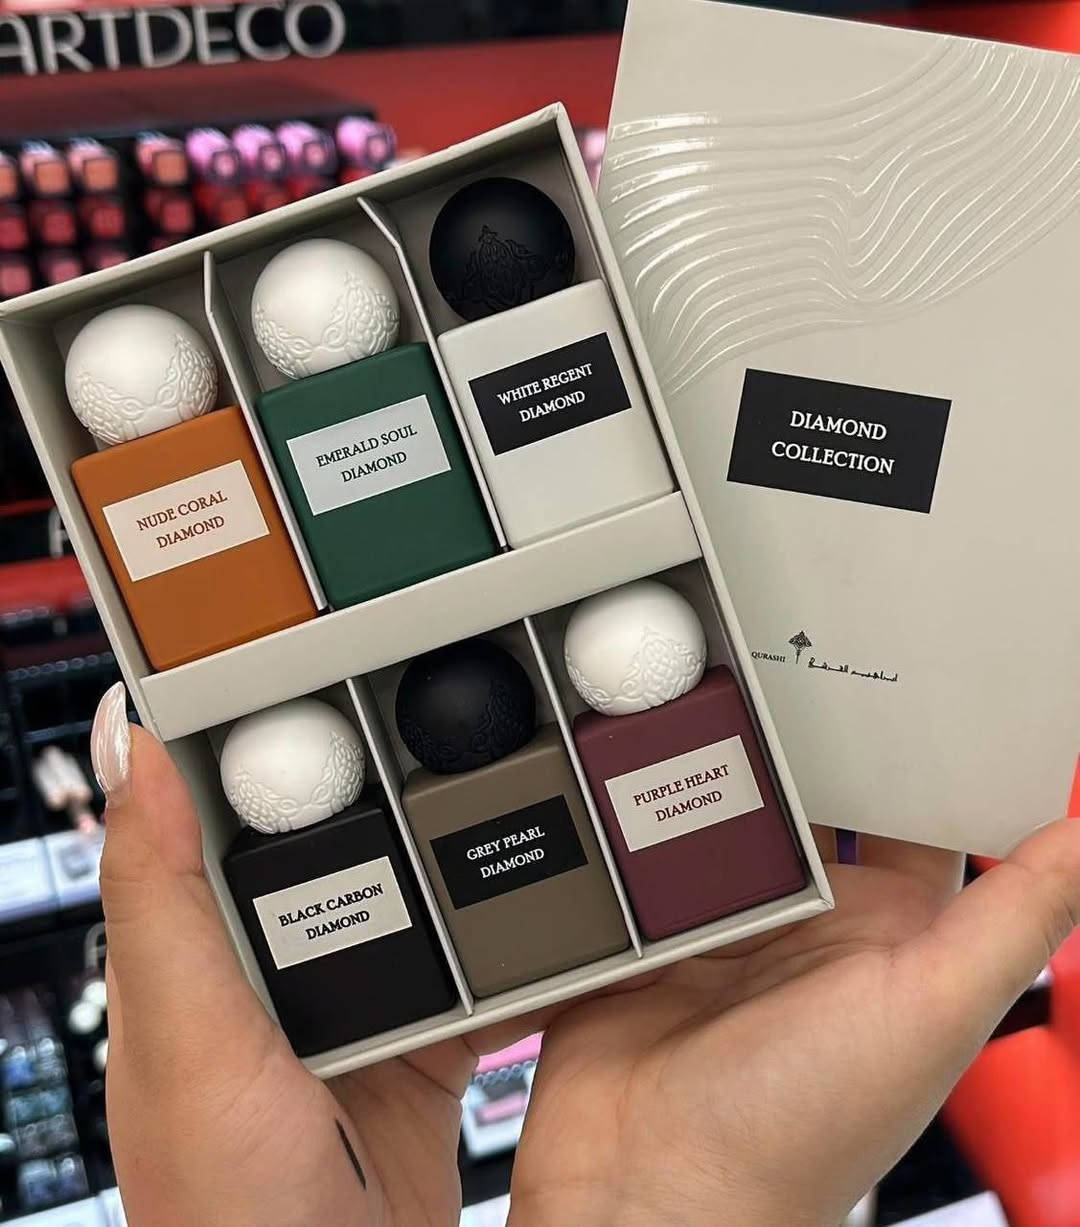 ARTDECO
NUDE CORAL
DIAMOND
EMERALD SOUL
DIAMOND
WHITE REGENT
DIAMOND
DIAMOND
COLLECTION
QURASHI
BLACK CARBON
DIAMOND
GREY PEARL
DIAMOND
PURPLE HEART
DIAMOND